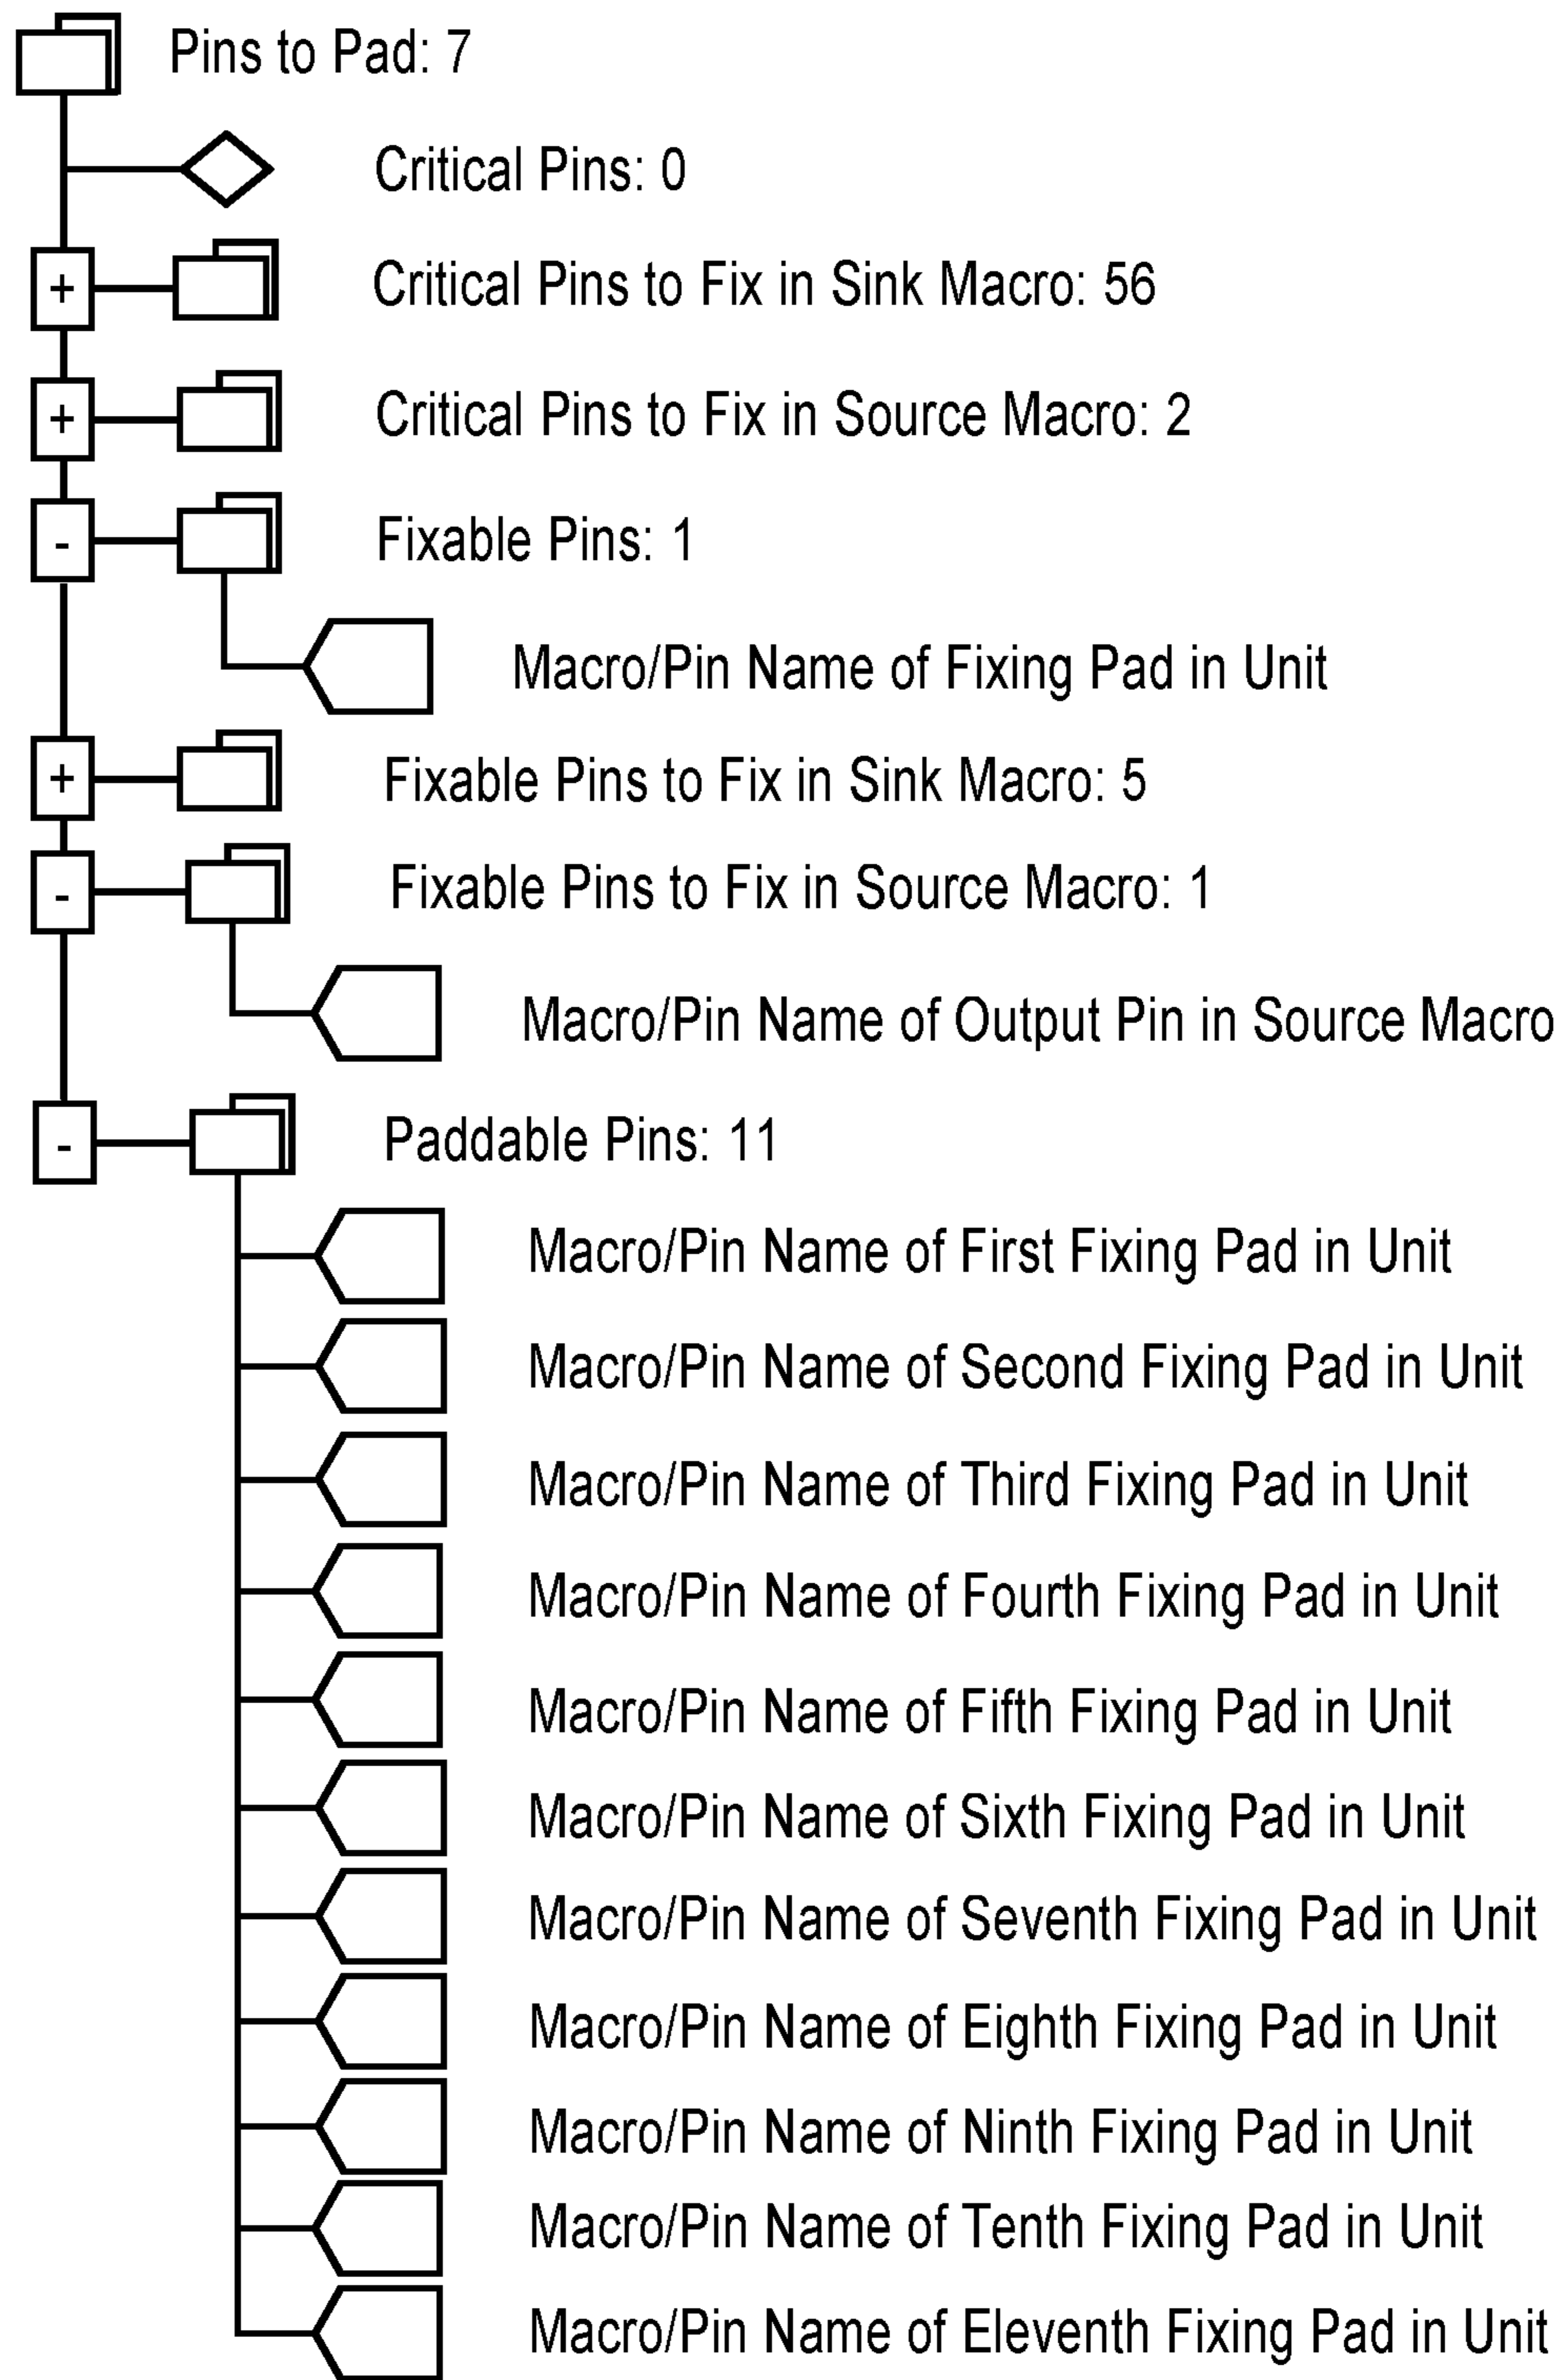 Pins to Pad: 7
Critical Pins: 0
+
Critical Pins to Fix in Sink Macro: 56
+
Critical Pins to Fix in Source Macro: 2
-
Fixable Pins: 1
Macro/Pin Name of Fixing Pad in Unit
+
Fixable Pins to Fix in Sink Macro: 5
-
Fixable Pins to Fix in Source Macro: 1
Macro/Pin Name of Output Pin in Source Macro
-
Paddable Pins: 11
Macro/Pin Name of First Fixing Pad in Unit
Macro/Pin Name of Second Fixing Pad in Unit
Macro/Pin Name of Third Fixing Pad in Unit
Macro/Pin Name of Fourth Fixing Pad in Unit
Macro/Pin Name of Fifth Fixing Pad in Unit
Macro/Pin Name of Sixth Fixing Pad in Unit
Macro/Pin Name of Seventh Fixing Pad in Unit
Macro/Pin Name of Eighth Fixing Pad in Unit
Macro/Pin Name of Ninth Fixing Pad in Unit
Macro/Pin Name of Tenth Fixing Pad in Unit
Macro/Pin Name of Eleventh Fixing Pad in Unit